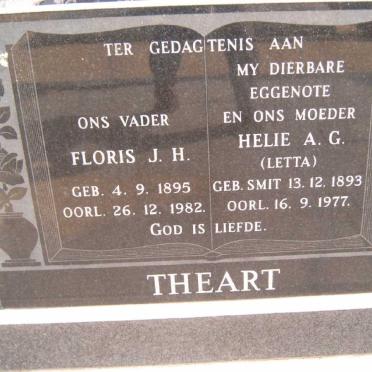 TER GEDAGTENIS AAN
ONS VADER
FLORIS J. H.
GEB. 4. 9. 1895
OORL. 26. 12. 1982.
MY DIERBARE
EGGENOTE
EN ONS MOEDER
HELIE A. G.
(LETTA)
GEB. SMIT 13. 12. 1893
OORL. 16. 9. 1977.
GOD IS LIEFDE.
THEART